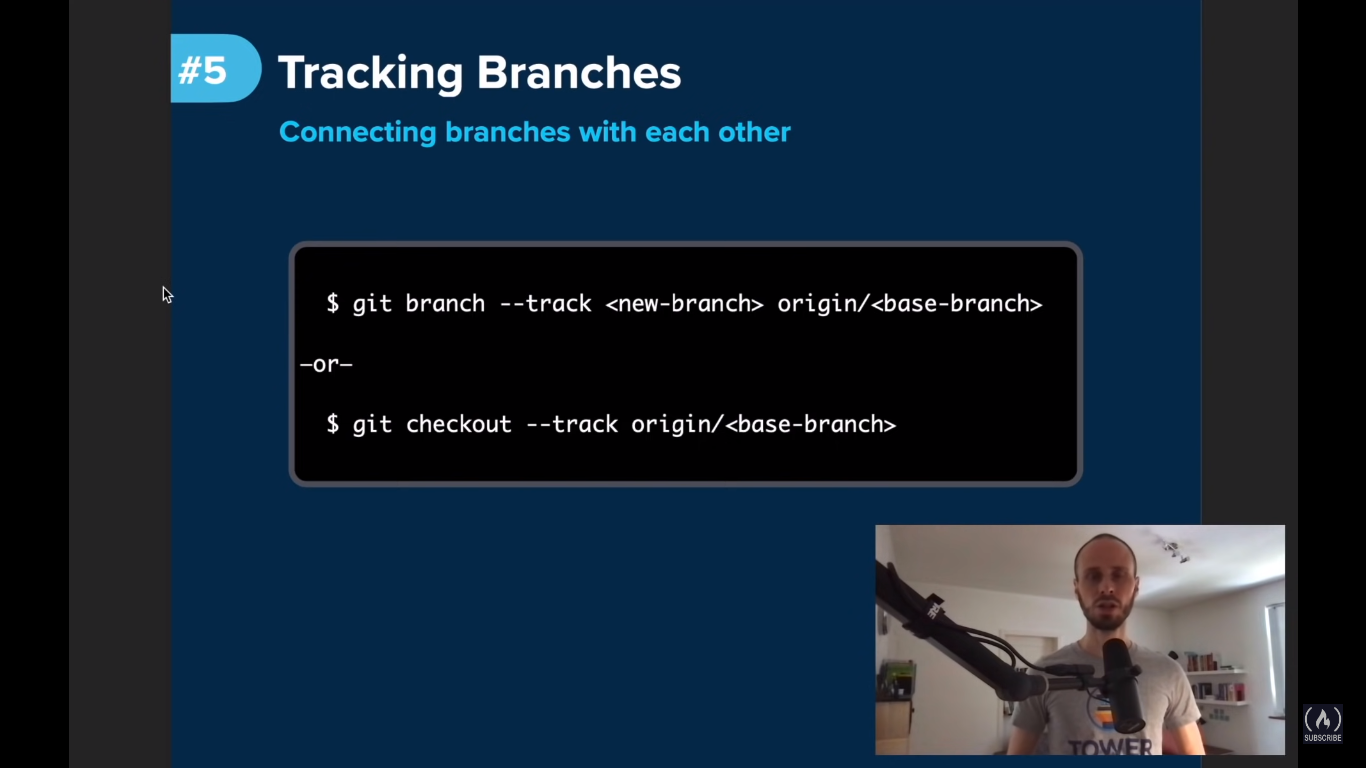 #5 Tracking Branches
Connecting branches with each other
$ git branch --track <new-branch> origin/<base-branch>
—or—
$ git checkout --track origin/<base-branch>
TOWER
SUBSCRIBE